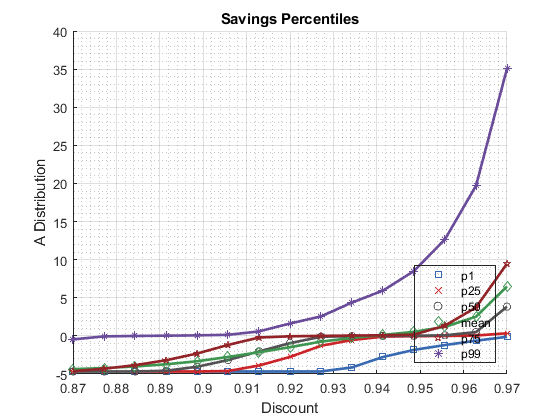 Savings Percentiles
40
35
30
25
20
15
10
5
0
-5
A Distribution
p1
p25
p50
mean
p75
p99
0.87 0.88 0.89 0.9 0.91 0.92 0.93 0.94 0.95 0.96 0.97
Discount